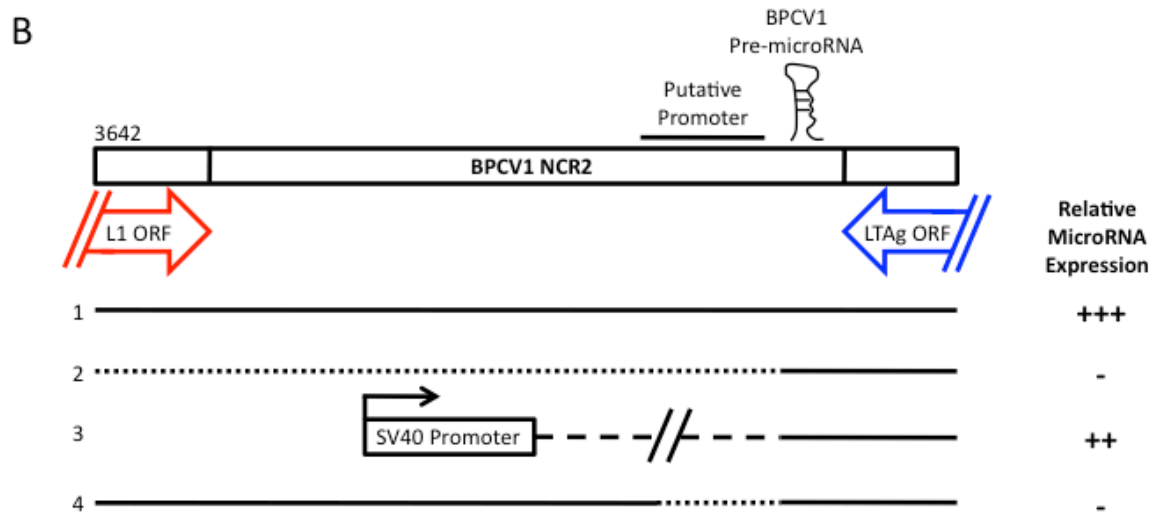 B
BPCV1
Pre-microRNA
Putative
Promoter
3642
BPCV1 NCR2
L1 ORF
LTAg ORF
Relative
MicroRNA
Expression
1
+++
2
-
3
SV40 Promoter
++
4
-